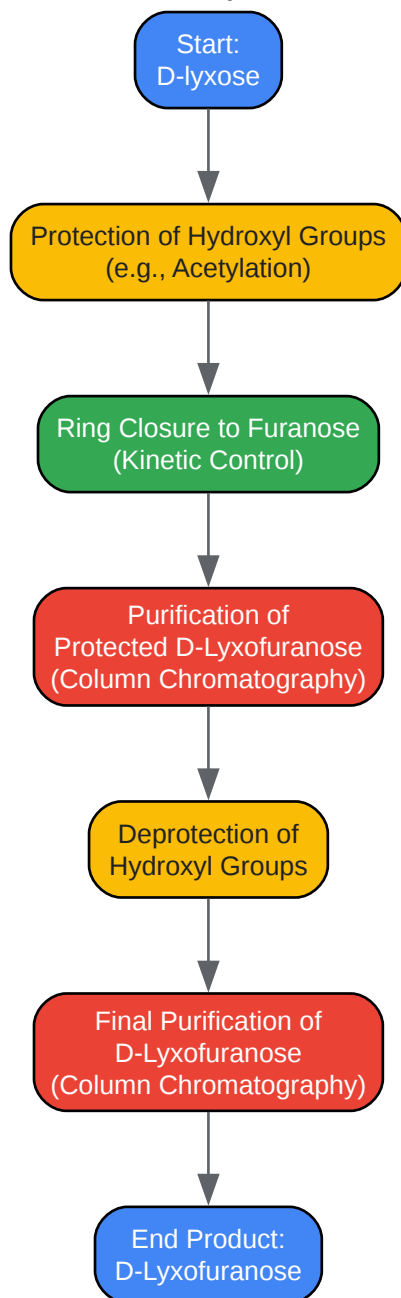 Start:
D-lyxose
Protection of Hydroxyl Groups
(e.g., Acetylation)
Ring Closure to Furanose
(Kinetic Control)
Purification of
Protected D-Lyxofuranose
(Column Chromatography)
Deprotection of
Hydroxyl Groups
Final Purification of
D-Lyxofuranose
(Column Chromatography)
End Product:
D-Lyxofuranose